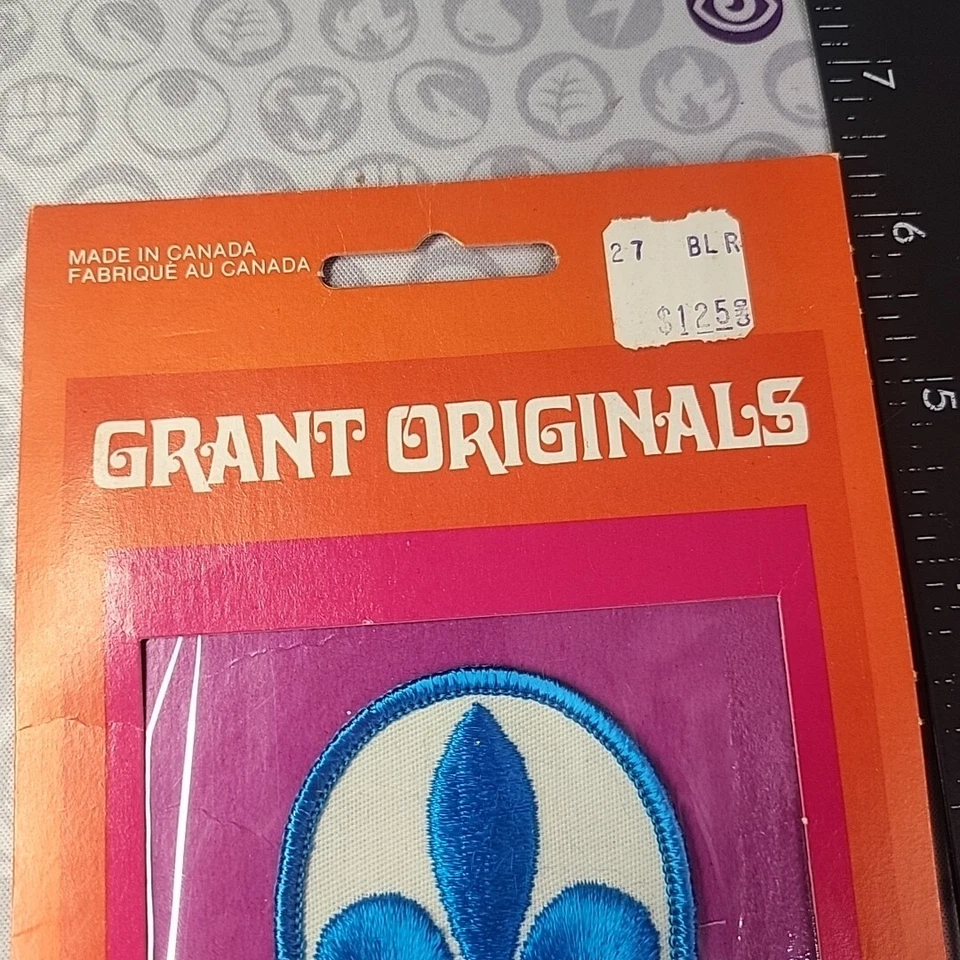 MADE IN CANADA
FABRIQUÉ AU CANADA
27 BLR
$125
GRANT ORIGINALS
7
6
5